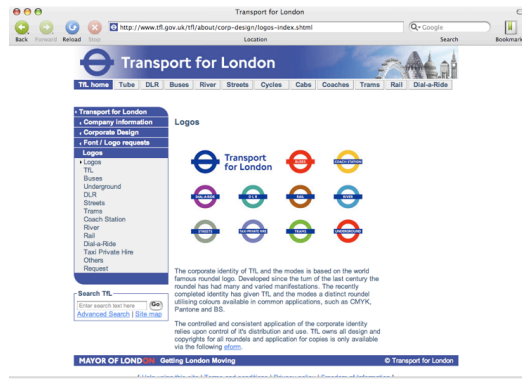 Transport for London
http://www.tfl.gov.uk/tfl/about/corp-design/logos-index.shtml
Google
Back Forward Reload Stop Location Search Bookmark
Transport for London
TfL home Tube DLR Buses River Streets Cycles Cabs Coaches Trams Rail Dial-a-Ride
Transport for London
Company information
Corporate Design
Font / Logo requests
Logos
Logos
TfL
Buses
Underground
DLR
Streets
Trams
Coach Station
River
Rail
Dial-a-Ride
Taxi Private Hire
Others
Request
Search TfL
Enter search text here Go
Advanced Search | Site map
Logos
Transport
for London
BUSES
COACH STATION
DIAL-A-RIDE
DLR
RAIL
RIVER
STREETS
TAXI-PRIVATE HIRE
TRAMS
UNDERGROUND
The corporate identity of TfL and the modes is based on the world
famous roundel logo. Developed since the turn of the last century the
roundel has had many and varied manifestations. The recently
completed identity has given TfL and the modes a distinct roundel
utilising colours available in common applications, such as CMYK,
Pantone and BS.
The controlled and consistent application of the corporate identity
relies upon control of it's distribution and use. TfL owns all design and
copyrights for all roundels and application for copies is only available
via the following eform.
MAYOR OF LONDON Getting London Moving © Transport for London